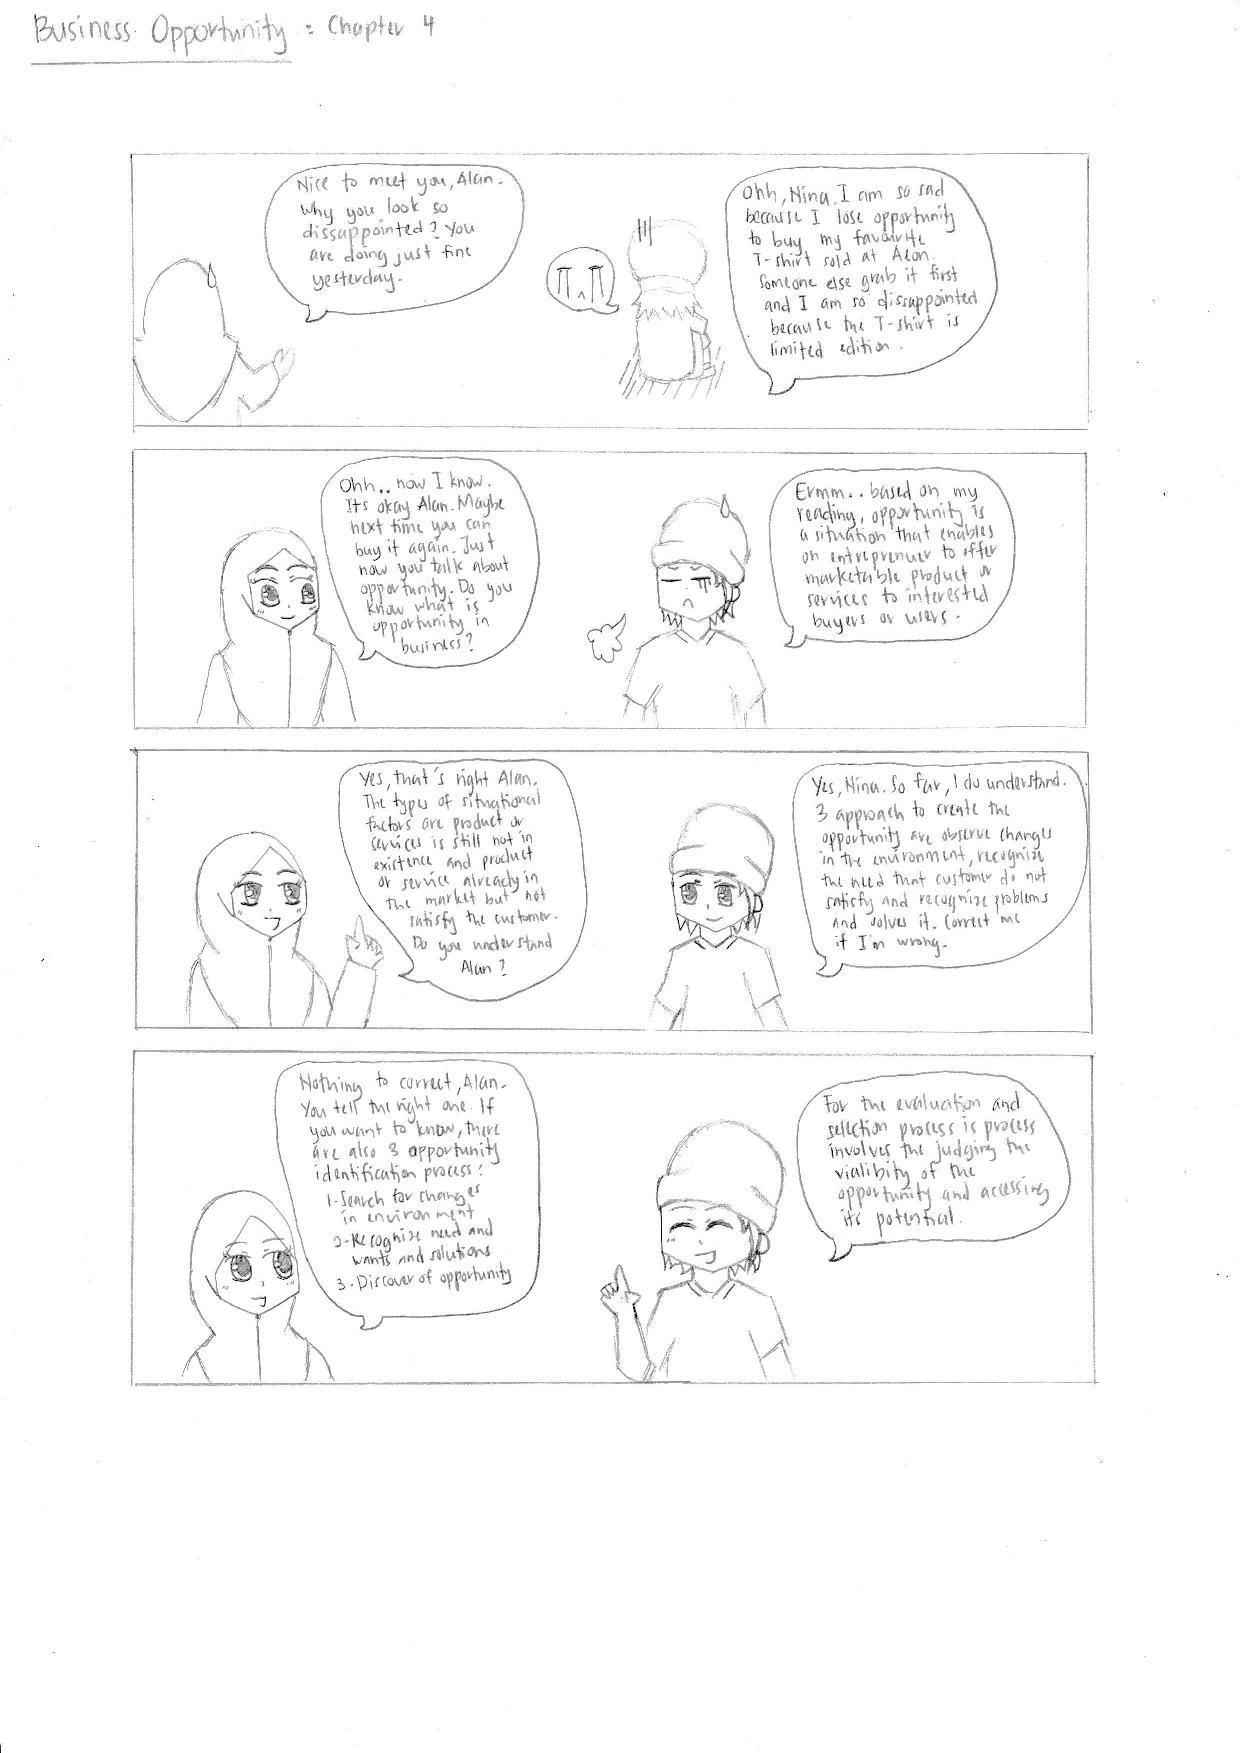 Business Opportunity : Chapter 4
Nice to meet you, Alan.
Why you look so
dissappointed? You
are doing just fine
yesterday.
Ohh, Nina. I am so sad
because I lose opportunity
to buy my favourite
T-shirt sold at Aeon.
Someone else grab it first
and I am so dissappointed
because the T-shirt is
limited edition.
Ohh.. now I know.
Its okay Alan. Maybe
next time you can
buy it again. Just
now you talk about
opportunity. Do you
know what is
opportunity in
business?
Ermm.. based on my
reading, opportunity is
a situation that enables
an entreprenuer to offer
marketable product or
services to interested
buyers or users.
Yes, that's right Alan.
The types of situational
factors are product or
services is still not in
existence and product
or service already in
the market but not
satisfy the customer.
Do you understand
Alan?
Yes, Nina. So far, I do understand.
3 approach to create the
opportunity are observe changes
in the environment, recognize
the need that customer do not
satisfy and recognize problems
and solves it. Correct me
if I'm wrong.
Nothing to correct, Alan.
You tell the right one. If
you want to know, there
are also 3 opportunity
identification process:
1-Search for changes
in environment
2-Recognize need and
wants and solutions
3-Discover of opportunity
For the evaluation and
selection process is process
involves the judging the
vialibity of the
opportunity and accessing
its potential.